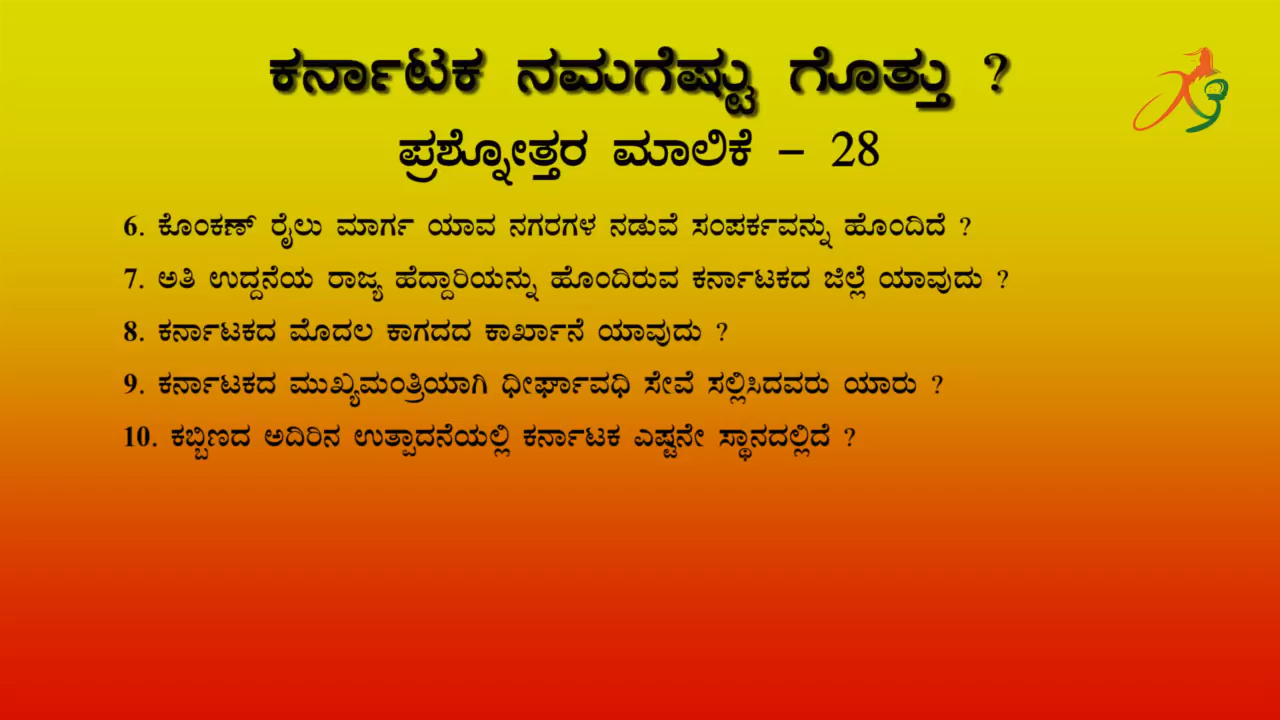 ಕರ್ನಾಟಕ ನಮಗೆಷ್ಟು ಗೊತ್ತು ?
ಪ್ರಶ್ನೋತ್ತರ ಮಾಲಿಕೆ – 28
6. ಕೊಂಕಣ್ ರೈಲು ಮಾರ್ಗ ಯಾವ ನಗರಗಳ ನಡುವೆ ಸಂಪರ್ಕವನ್ನು ಹೊಂದಿದೆ ?
7. ಅತಿ ಉದ್ದನೆಯ ರಾಜ್ಯ ಹೆದ್ದಾರಿಯನ್ನು ಹೊಂದಿರುವ ಕರ್ನಾಟಕದ ಜಿಲ್ಲೆ ಯಾವುದು ?
8. ಕರ್ನಾಟಕದ ಮೊದಲ ಕಾಗದದ ಕಾರ್ಖಾನೆ ಯಾವುದು ?
9. ಕರ್ನಾಟಕದ ಮುಖ್ಯಮಂತ್ರಿಯಾಗಿ ಧೀರ್ಘಾವಧಿ ಸೇವೆ ಸಲ್ಲಿಸಿದವರು ಯಾರು ?
10. ಕಬ್ಬಿಣದ ಅದಿರಿನ ಉತ್ಪಾದನೆಯಲ್ಲಿ ಕರ್ನಾಟಕ ಎಷ್ಟನೇ ಸ್ಥಾನದಲ್ಲಿದೆ ?